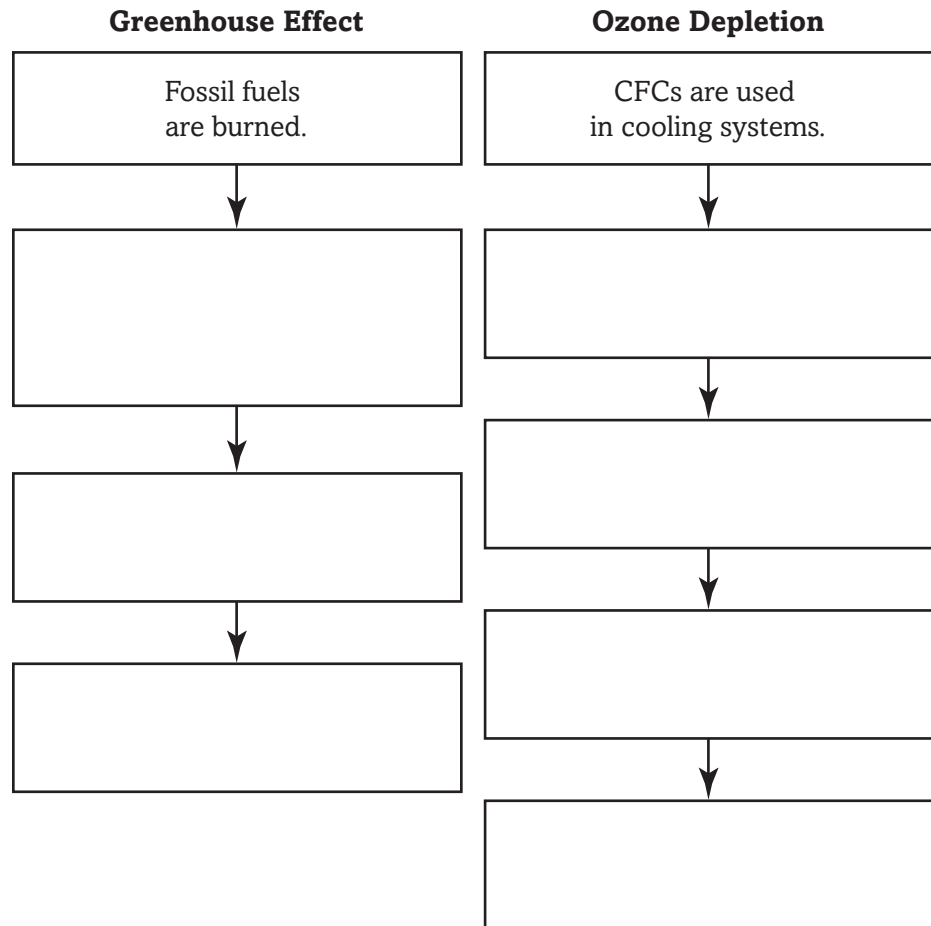 Greenhouse Effect
Fossil fuels
are burned.
Ozone Depletion
CFCs are used
in cooling systems.